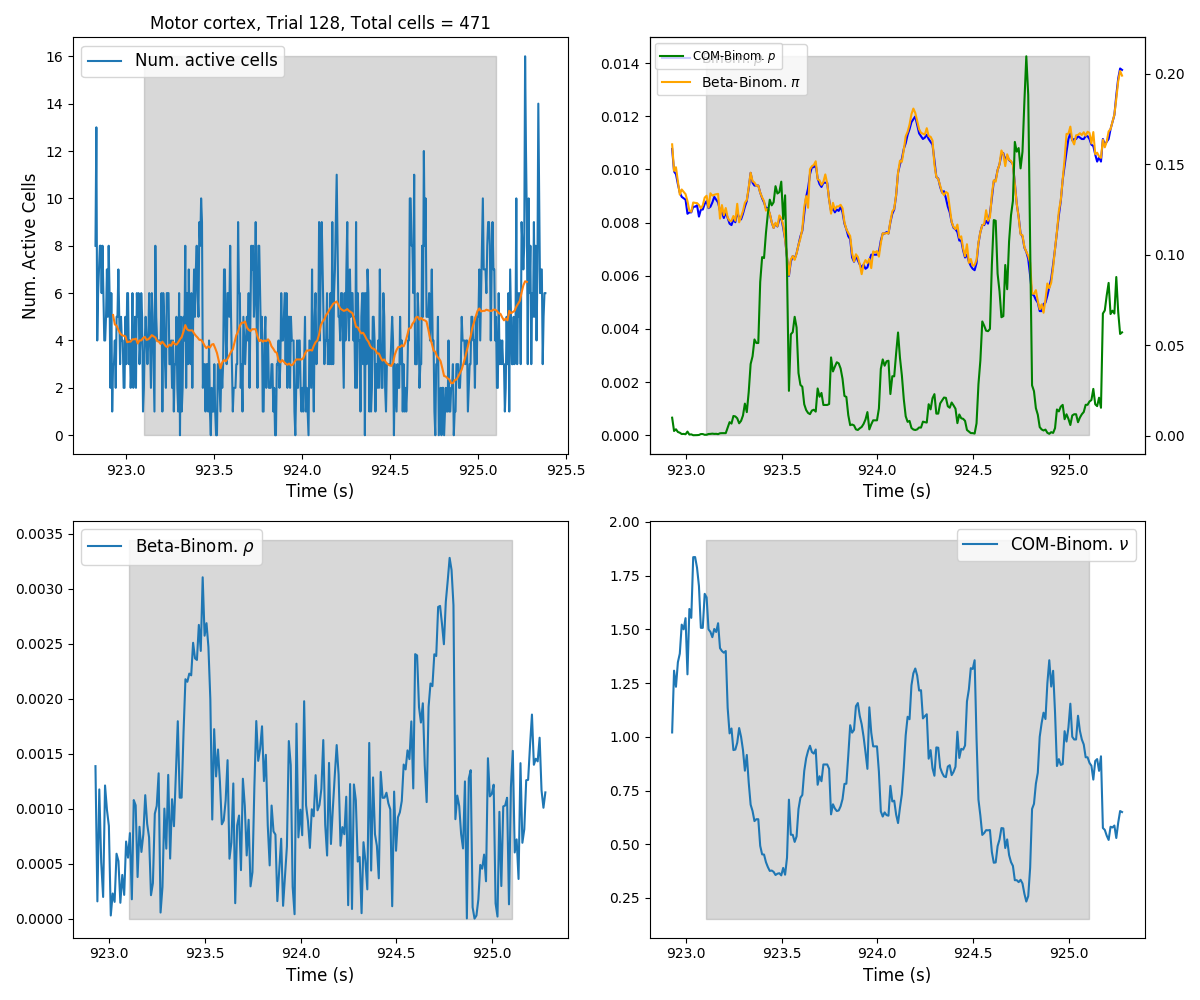 Motor cortex, Trial 128, Total cells = 471
Num. active cells
Num. Active Cells
16
14
12
10
8
6
4
2
0
923.0 923.5 924.0 924.5 925.0 925.5
Time (s)
COM-Binom. p
Beta-Binom. π
0.014
0.012
0.010
0.008
0.006
0.004
0.002
0.000
0.20
0.15
0.10
0.05
0.00
923.0 923.5 924.0 924.5 925.0
Time (s)
Beta-Binom. ρ
0.0035
0.0030
0.0025
0.0020
0.0015
0.0010
0.0005
0.0000
923.0 923.5 924.0 924.5 925.0
Time (s)
COM-Binom. ν
2.00
1.75
1.50
1.25
1.00
0.75
0.50
0.25
923.0 923.5 924.0 924.5 925.0
Time (s)